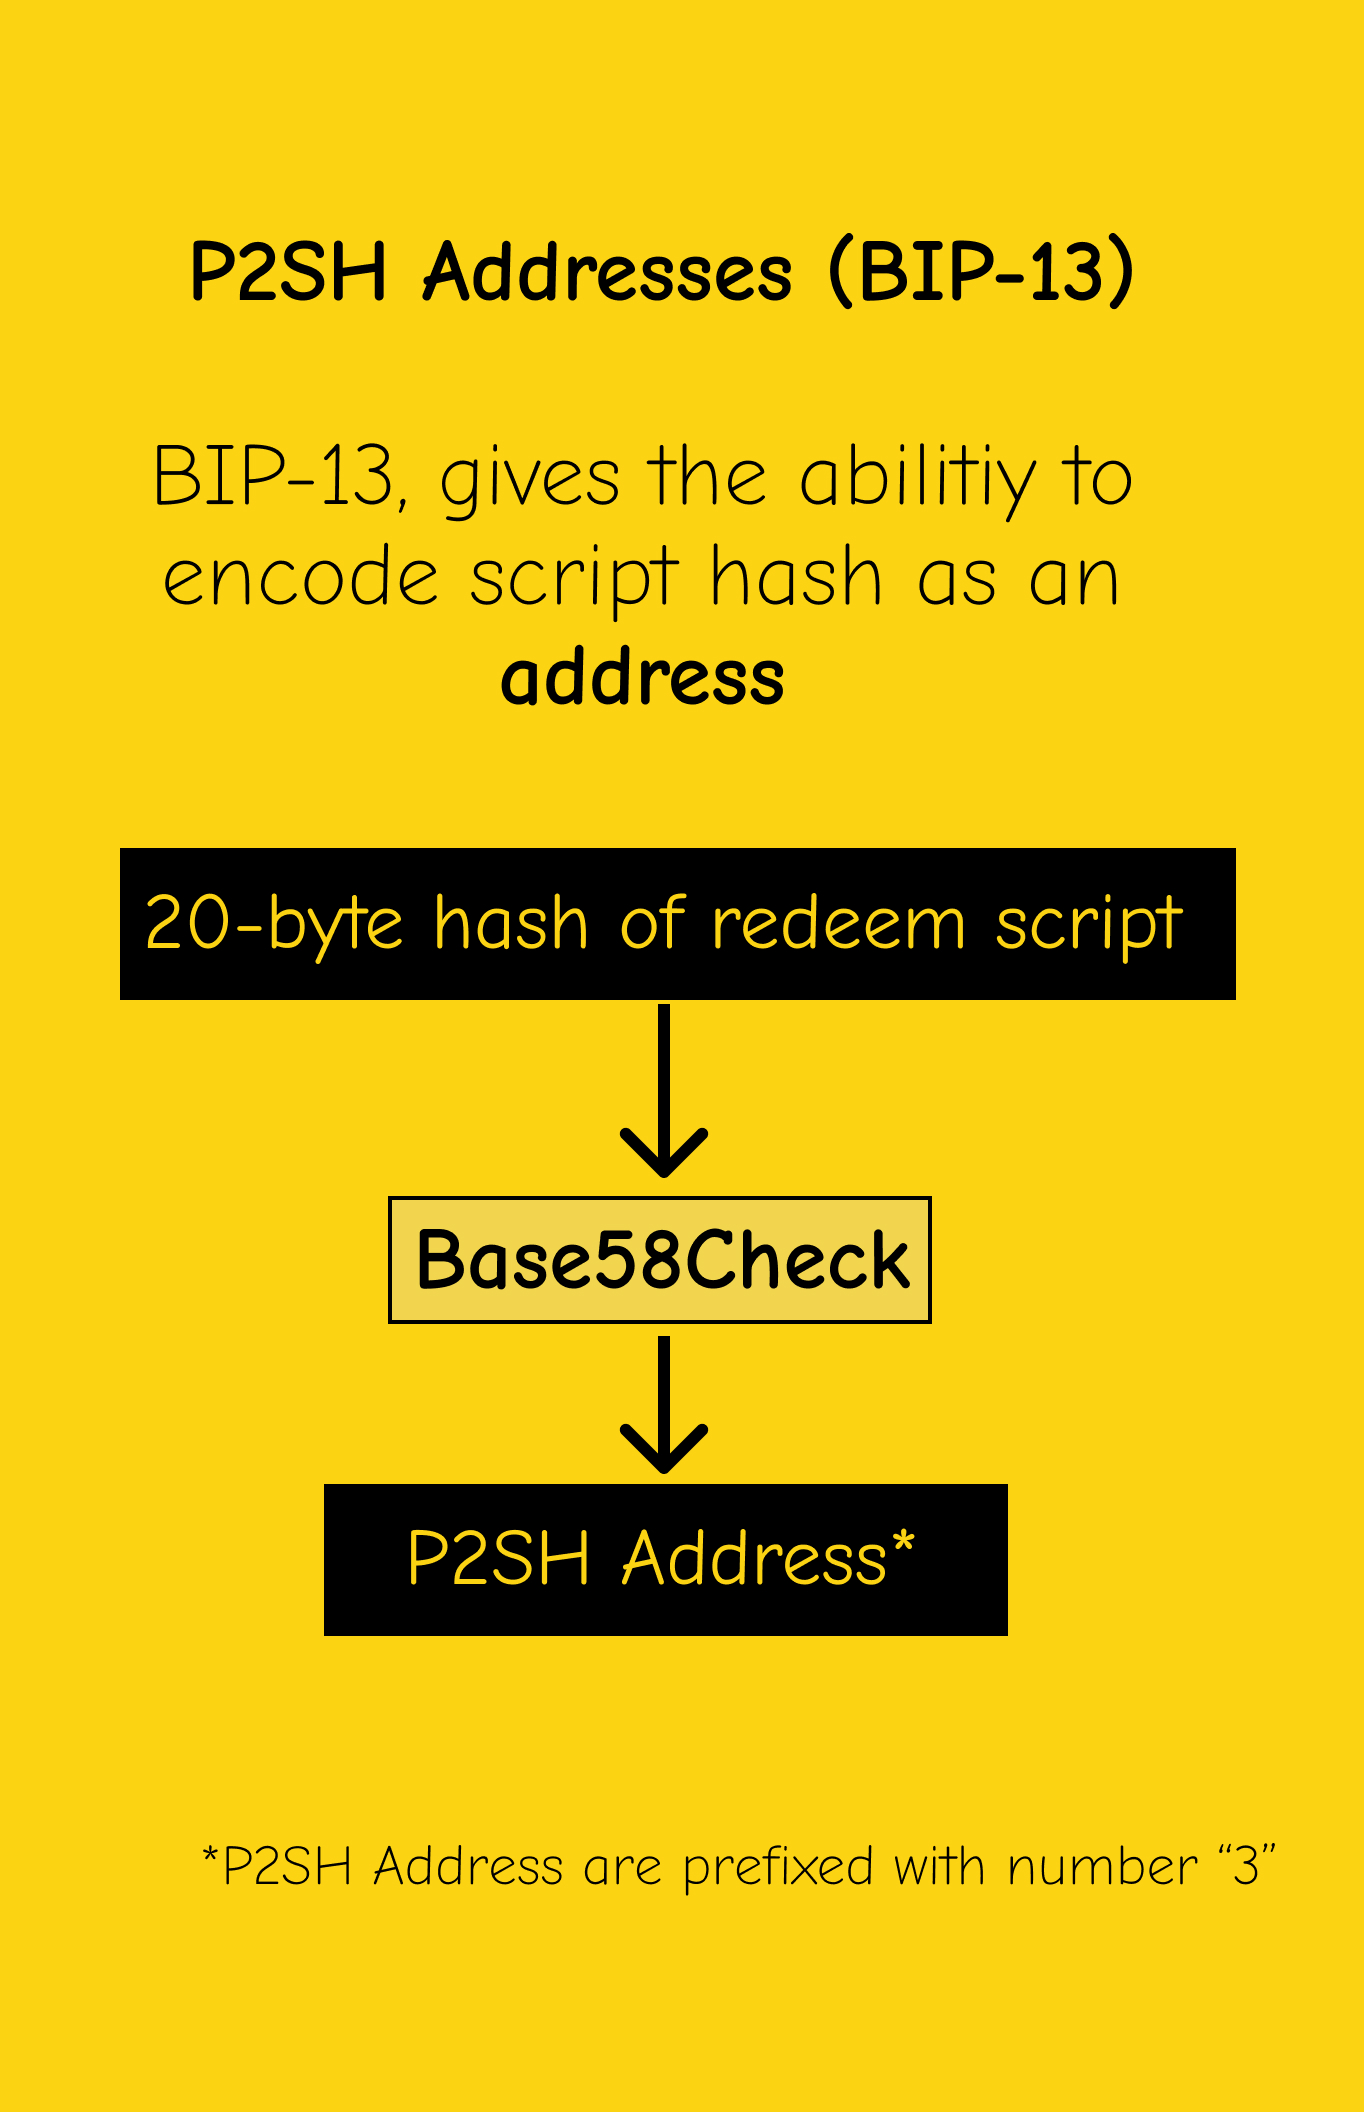 P2SH Addresses (BIP-13)
BIP-13, gives the abilitiy to
encode script hash as an
address
20-byte hash of redeem script
Base58Check
P2SH Address*
*P2SH Address are prefixed with number “3”